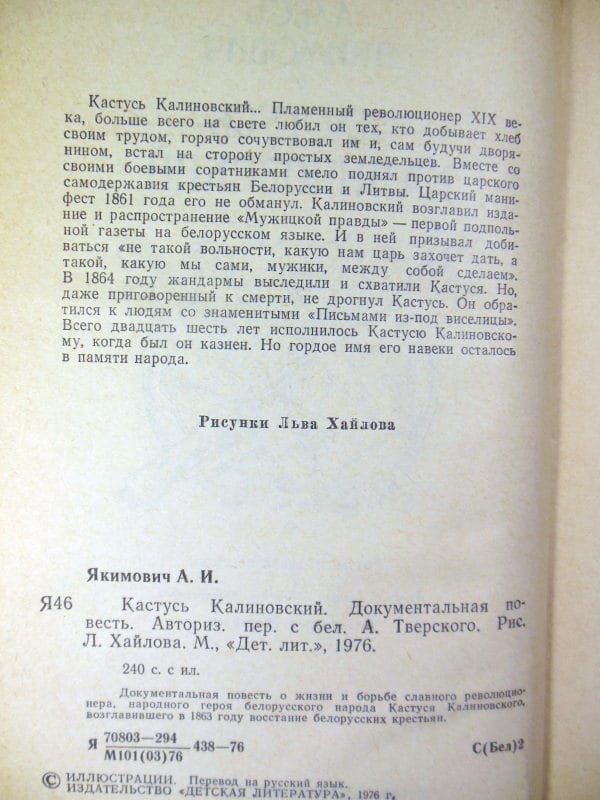 Кастусь Калиновский... Пламенный революционер XIX ве-
ка, больше всего на свете любил он тех, кто добывает хлеб
своим трудом, горячо сочувствовал им и, сам будучи дворя-
нином, встал на сторону простых земледельцев. Вместе со
своими боевыми соратниками смело поднял против царского
самодержавия крестьян Белоруссии и Литвы. Царский мани-
фест 1861 года его не обманул. Калиновский возглавил изда-
ние и распространение «Мужицкой правды» — первой подполь-
ной газеты на белорусском языке. И в ней призывал доби-
ваться «не такой вольности, какую нам царь захочет дать, а
такой, какую мы сами, мужики, между собой сделаем».
В 1864 году жандармы выследили и схватили Кастуся. Но,
даже приговоренный к смерти, не дрогнул Кастусь. Он обра-
тился к людям со знаменитыми «Письмами из-под виселицы».
Всего двадцать шесть лет исполнилось Кастусю Калиновско-
му, когда был он казнен. Но гордое имя его навеки осталось
в памяти народа.
Рисунки Льва Хайлова
Якимович А. И.
Я46 Кастусь Калиновский. Документальная по-
весть. Авториз. пер. с бел. А. Тверского. Рис.
Л. Хайлова. М., «Дет. лит.», 1976.
240 с. с ил.
Документальная повесть о жизни и борьбе славного революцио-
нера, народного героя белорусского народа Кастуся Калиновского,
возглавившего в 1863 году восстание белорусских крестьян.
Я 70803—294
М101(03)76 438—76 С(Бел)2
© ИЛЛЮСТРАЦИИ. Перевод на русский язык.
ИЗДАТЕЛЬСТВО «ДЕТСКАЯ ЛИТЕРАТУРА», 1976 г.